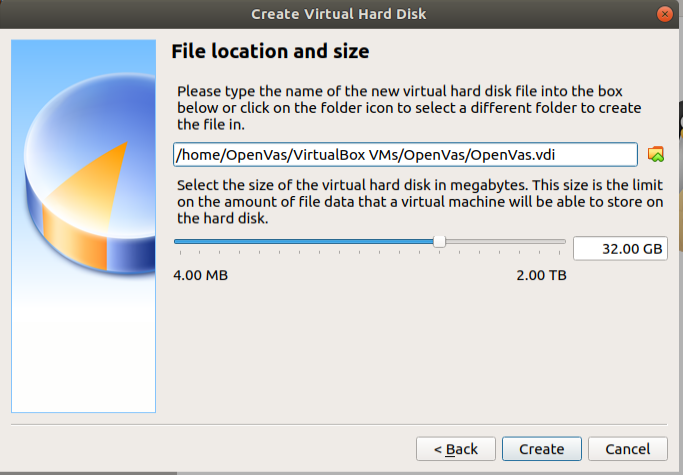 Create Virtual Hard Disk
File location and size
Please type the name of the new virtual hard disk file into the box
below or click on the folder icon to select a different folder to create
the file in.
/home/OpenVas/VirtualBox VMs/OpenVas/OpenVas.vdi
Select the size of the virtual hard disk in megabytes. This size is the limit
on the amount of file data that a virtual machine will be able to store on
the hard disk.
32.00 GB
4.00 MB
2.00 TB
< Back
Create
Cancel